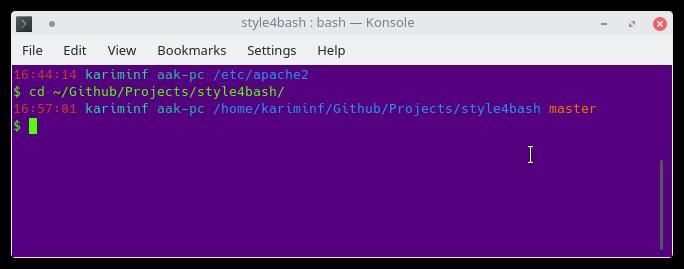 style4bash : bash — Konsole
File Edit View Bookmarks Settings Help
16:44:14 kariminf aak-pc /etc/apache2
$ cd ~/Github/Projects/style4bash/
16:57:01 kariminf aak-pc /home/kariminf/Github/Projects/style4bash master
$